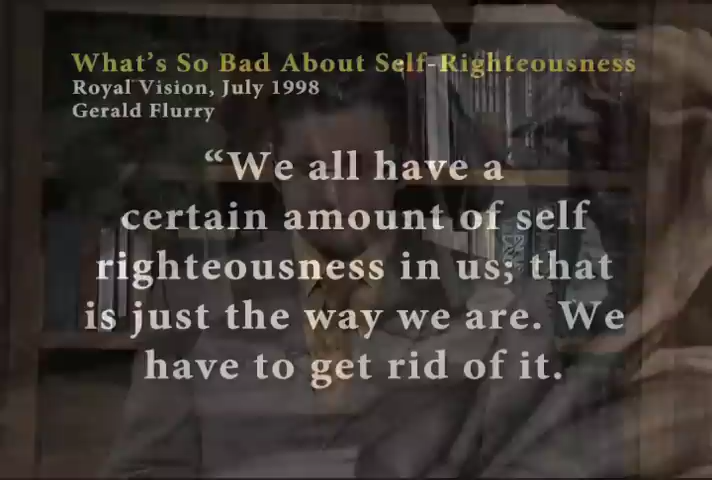 What's So Bad About Self-Righteousness
Royal Vision, July 1998
Gerald Flurry
“We all have a
certain amount of self
righteousness in us; that
is just the way we are. We
have to get rid of it.